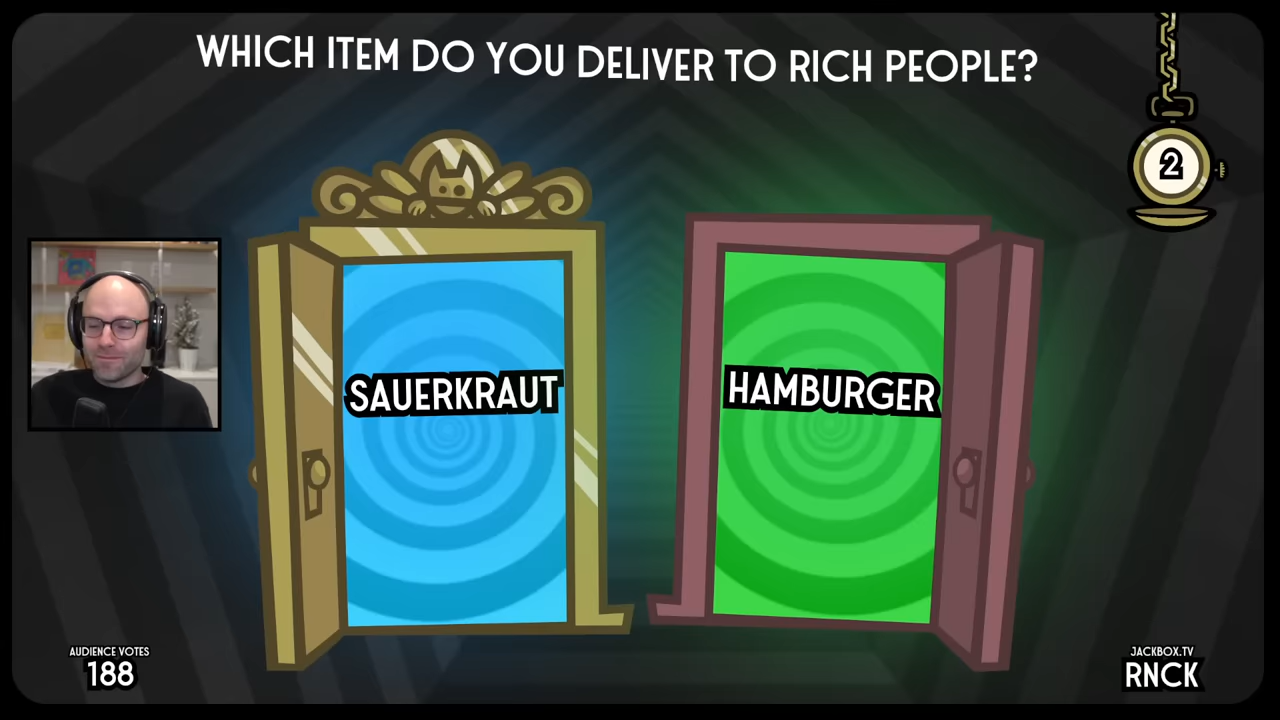 WHICH ITEM DO YOU DELIVER TO RICH PEOPLE?
2
SAUERKRAUT
HAMBURGER
AUDIENCE VOTES
188
JACKBOX.TV
RNCK